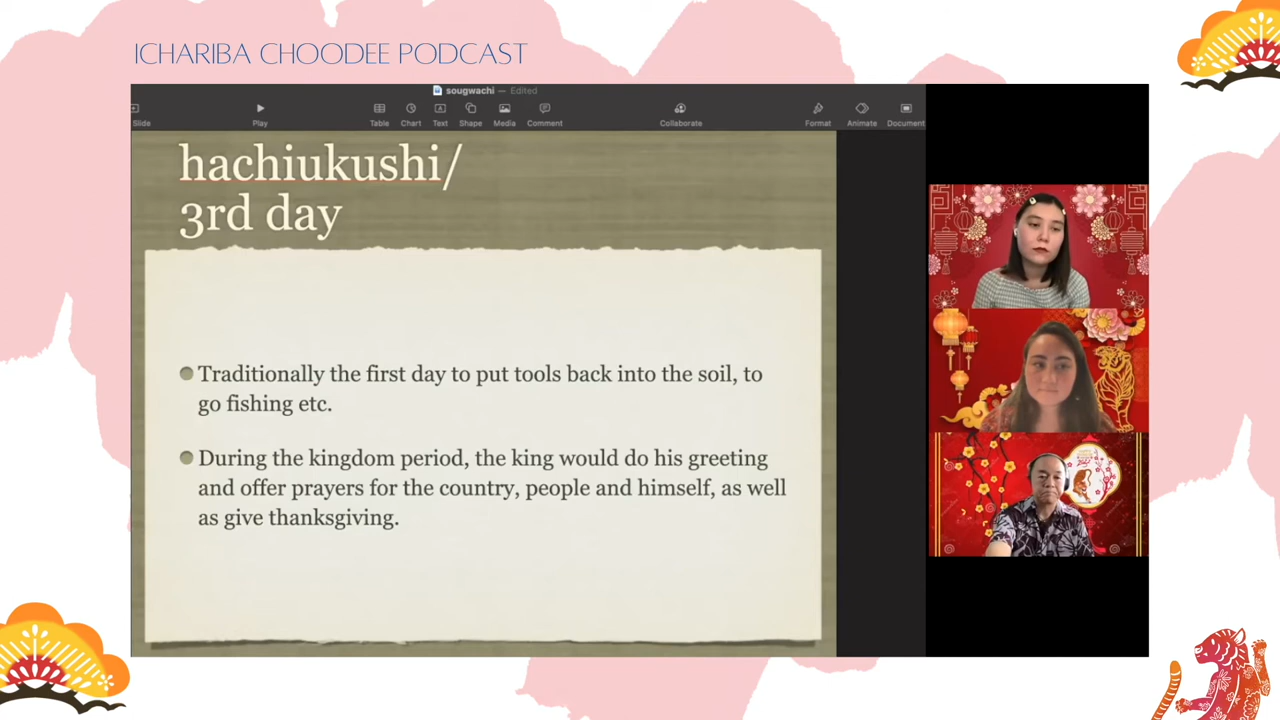 ICHARIBA CHOODEE PODCAST
sougwachi — Edited
Slide
Play
Table
Chart
Text
Shape
Media
Comment
Collaborate
Format
Animate
Document
hachiukushi/
3rd day
Traditionally the first day to put tools back into the soil, to
go fishing etc.
During the kingdom period, the king would do his greeting
and offer prayers for the country, people and himself, as well
as give thanksgiving.